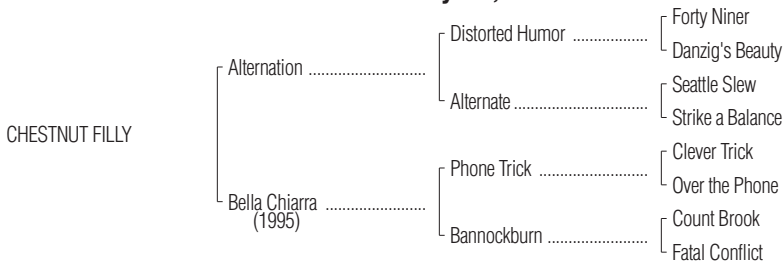 Forty Niner
Distorted Humor ..................
Danzig's Beauty
Alternation ...........................
Seattle Slew
Alternate ................................
Strike a Balance
CHESTNUT FILLY
Clever Trick
Phone Trick .........................
Over the Phone
Bella Chiarra .......................
(1995)
Count Brook
Bannockburn .......................
Fatal Conflict